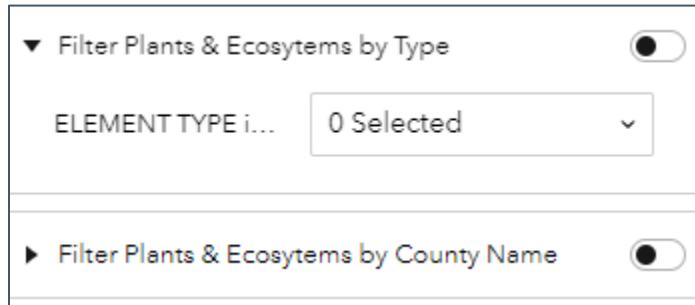 Filter Plants & Ecosytems by Type
ELEMENT TYPE i... 0 Selected
Filter Plants & Ecosytems by County Name